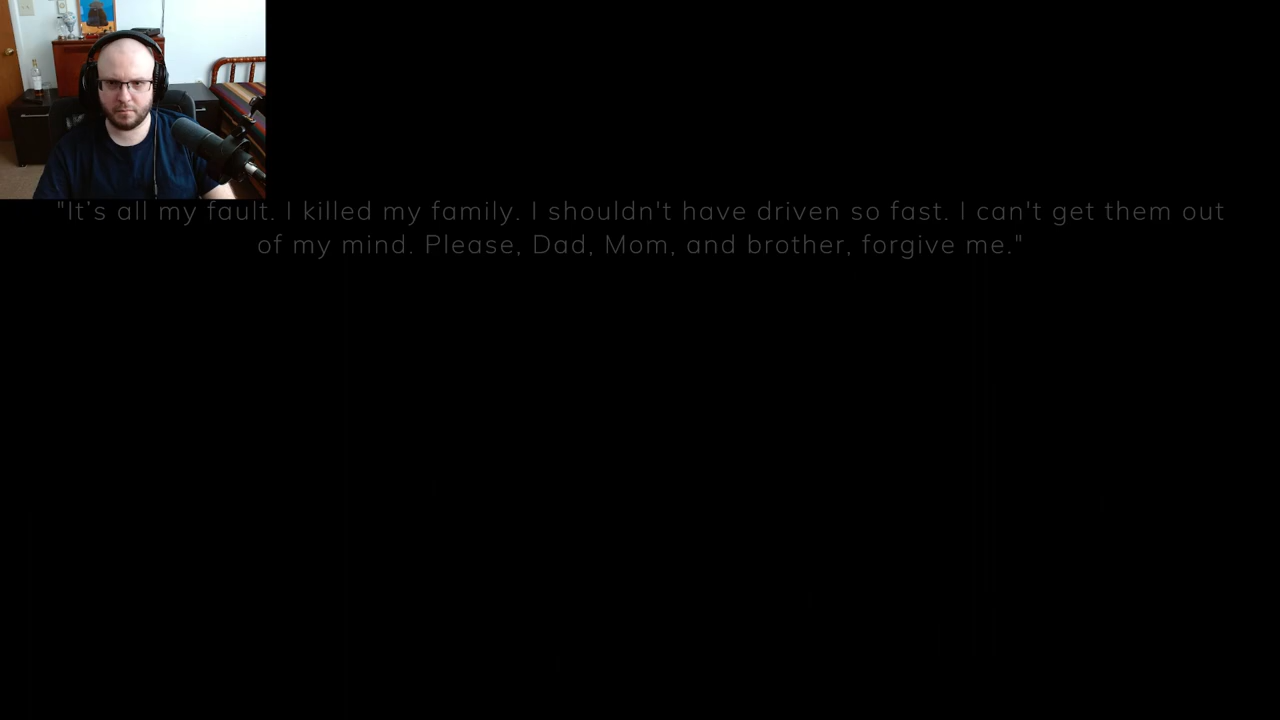 "It’s all my fault. I killed my family. I shouldn't have driven so fast. I can't get them out
of my mind. Please, Dad, Mom, and brother, forgive me."